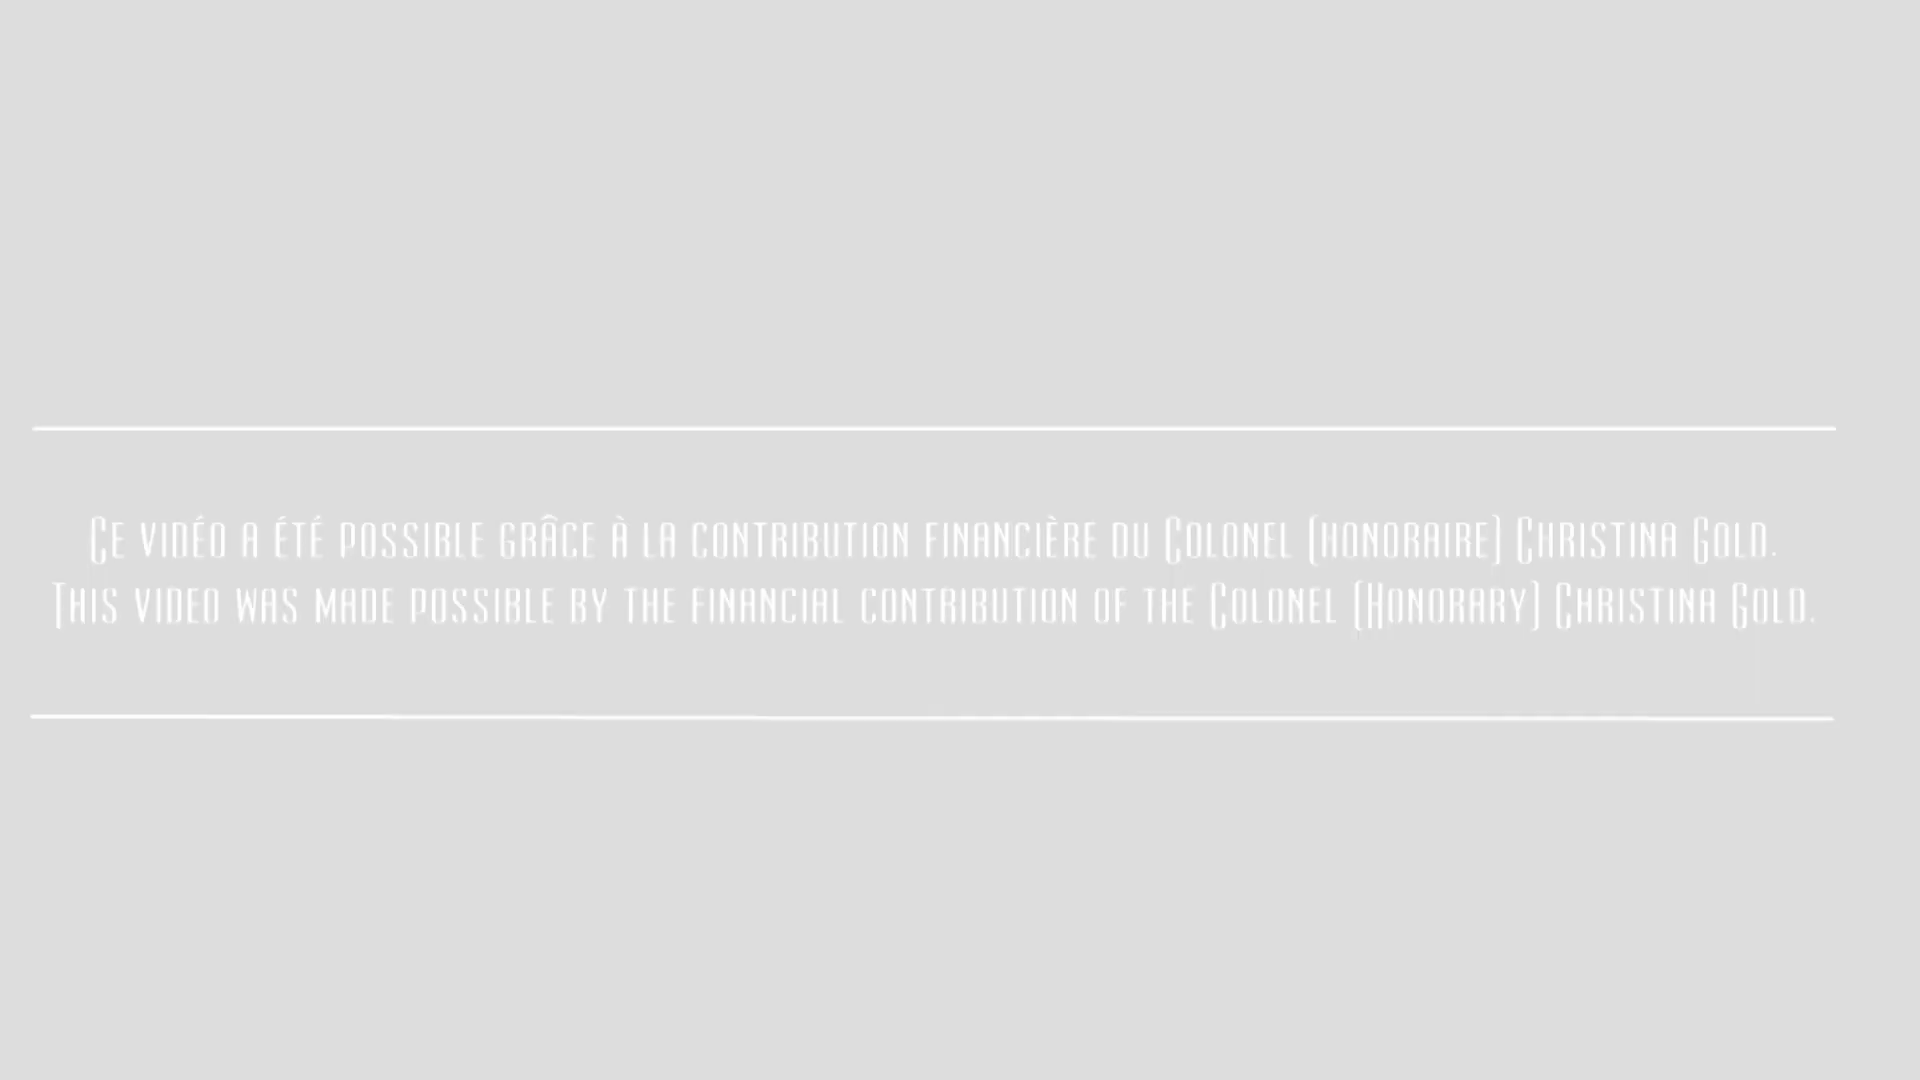 Ce vidéo a été possible grâce à la contribution financière du Colonel (honoraire) Christina Gold.
This video was made possible by the financial contribution of the Colonel (Honorary) Christina Gold.